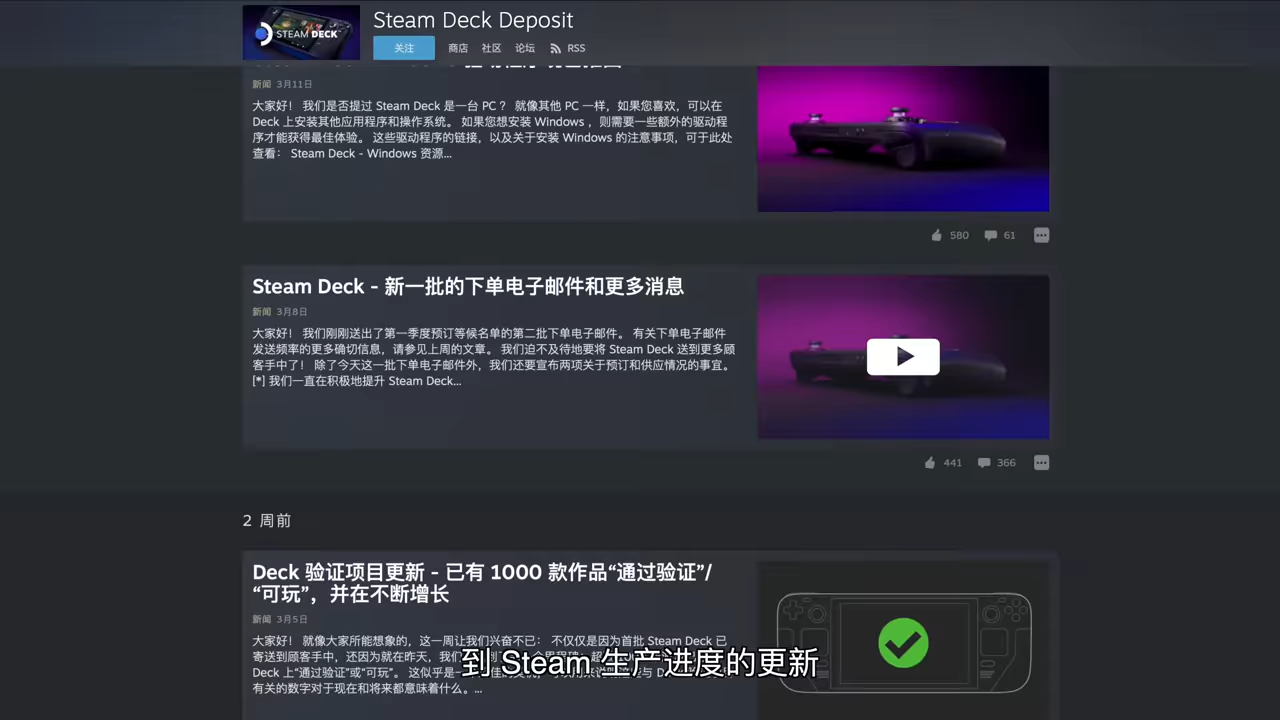 STEAM DECK
Steam Deck Deposit
关注
商店
社区
论坛
RSS
新闻 3月11日
大家好！ 我们是否提过 Steam Deck 是一台 PC？ 就像其他 PC 一样，如果您喜欢，可以在
Deck 上安装其他应用程序和操作系统。 如果您想安装 Windows ，则需要一些额外的驱动程
序才能获得最佳体验。 这些驱动程序的链接，以及关于安装 Windows 的注意事项，可于此处
查看： Steam Deck - Windows 资源...
580
61
Steam Deck - 新一批的下单电子邮件和更多消息
新闻 3月8日
大家好！ 我们刚刚送出了第一季度预订等候名单的第二批下单电子邮件。 有关下单电子邮件
发送频率的更多确切信息，请参见上周的文章。 我们迫不及待地要将 Steam Deck 送到更多顾
客手中了！ 除了今天这一批下单电子邮件外，我们还要宣布两项关于预订和供应情况的事宜。
[*] 我们一直在积极地提升 Steam Deck...
441
366
2 周前
Deck 验证项目更新 - 已有 1000 款作品“通过验证”/
“可玩”，并在不断增长
新闻 3月5日
大家好！ 就像大家所能想象的，这一周让我们兴奋不已： 不仅仅是因为首批 Steam Deck 已
寄送到顾客手中，还因为就在昨天，我们
Deck 上“通过验证”或“可玩”。 这似乎是一
有关的数字对于现在和将来都意味着什么。...
到 Steam 生产进度的更新